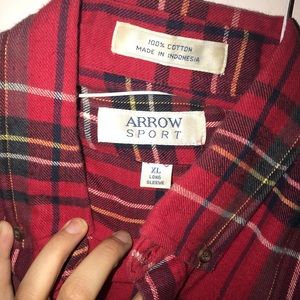 100% COTTON
MADE IN INDONESIA
ARROW
SPORT
XL
LONG
SLEEVE